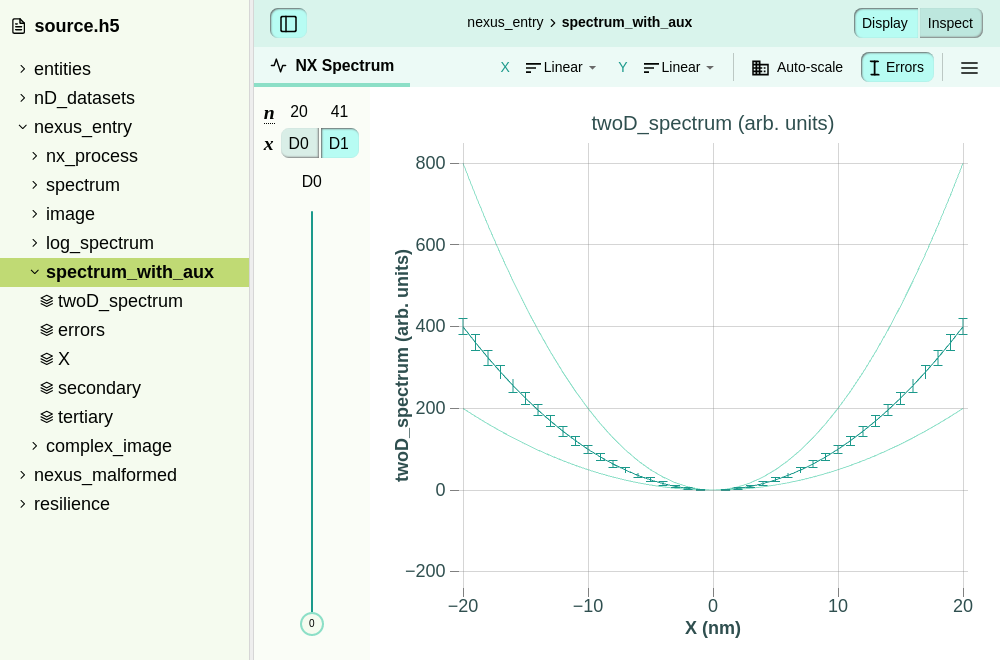 source.h5
entities
nD_datasets
nexus_entry
nx_process
spectrum
image
log_spectrum
spectrum_with_aux
twoD_spectrum
errors
X
secondary
tertiary
complex_image
nexus_malformed
resilience
nexus_entry › spectrum_with_aux
Display Inspect
NX Spectrum
X Linear Y Linear Auto-scale Errors
n 20 41
x D0 D1
D0
0
twoD_spectrum (arb. units)
twoD_spectrum (arb. units)
800
600
400
200
0
−200
−20 −10 0 10 20
X (nm)